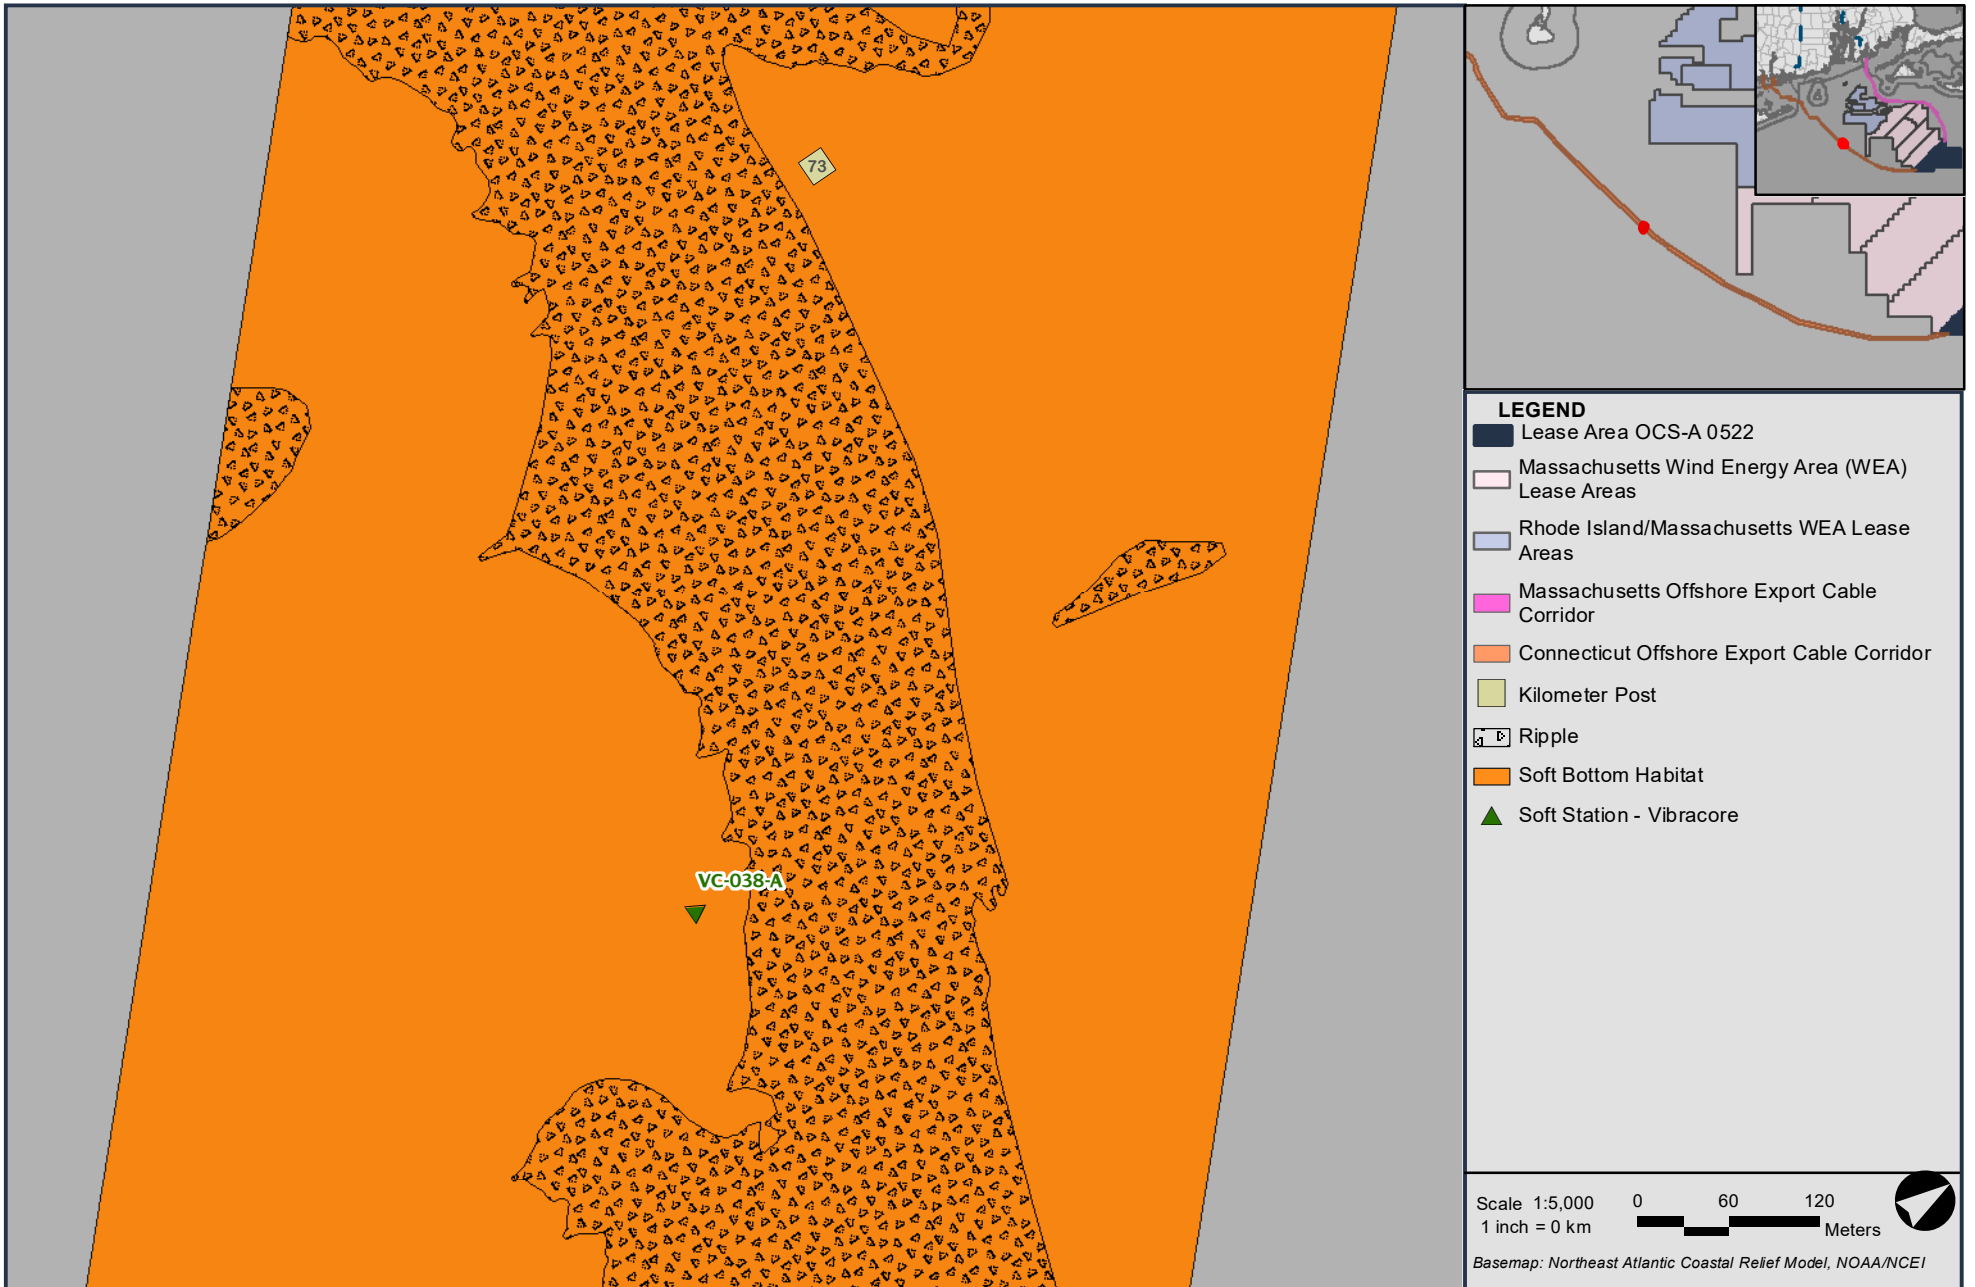 73
VC-038-A
LEGEND
Lease Area OCS-A 0522
Massachusetts Wind Energy Area (WEA)
Lease Areas
Rhode Island/Massachusetts WEA Lease
Areas
Massachusetts Offshore Export Cable
Corridor
Connecticut Offshore Export Cable Corridor
Kilometer Post
Ripple
Soft Bottom Habitat
Soft Station - Vibracore
Scale 1:5,000
1 inch = 0 km
0 60 120
Meters
Basemap: Northeast Atlantic Coastal Relief Model, NOAA/NCEI